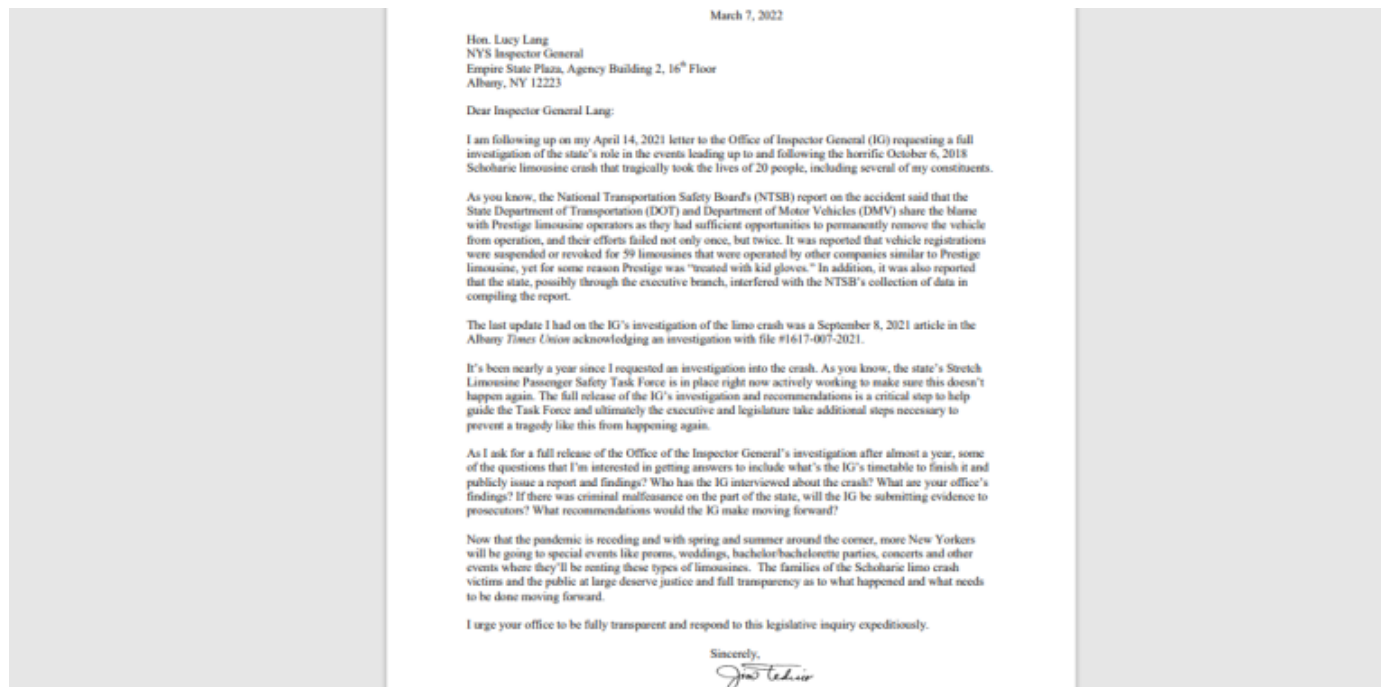 March 7, 2022
Hon. Lucy Lang
NYS Inspector General
Empire State Plaza, Agency Building 2, 16th Floor
Albany, NY 12223
Dear Inspector General Lang:
I am following up on my April 14, 2021 letter to the Office of Inspector General (IG) requesting a full
investigation of the state's role in the events leading up to and following the horrific October 6, 2018
Schoharie limousine crash that tragically took the lives of 20 people, including several of my constituents.
As you know, the National Transportation Safety Board's (NTSB) report on the accident said that the
State Department of Transportation (DOT) and Department of Motor Vehicles (DMV) share the blame
with Prestige limousine operators as they had sufficient opportunities to permanently remove the vehicle
from operation, and their efforts failed not only once, but twice. It was reported that vehicle registrations
were suspended or revoked for 59 limousines that were operated by other companies similar to Prestige
limousine, yet for some reason Prestige was "treated with kid gloves." In addition, it was also reported
that the state, possibly through the executive branch, interfered with the NTSB's collection of data in
compiling the report.
The last update I had on the IG's investigation of the limo crash was a September 8, 2021 article in the
Albany Times Union acknowledging an investigation with file #1617-007-2021.
It's been nearly a year since I requested an investigation into the crash. As you know, the state's Stretch
Limousine Passenger Safety Task Force is in place right now actively working to make sure this doesn't
happen again. The full release of the IG's investigation and recommendations is a critical step to help
guide the Task Force and ultimately the executive and legislature take additional steps necessary to
prevent a tragedy like this from happening again.
As I ask for a full release of the Office of the Inspector General's investigation after almost a year, some
of the questions that I'm interested in getting answers to include what's the IG's timetable to finish it and
publicly issue a report and findings? Who has the IG interviewed about the crash? What are your office's
findings? If there was criminal malfeasance on the part of the state, will the IG be submitting evidence to
prosecutors? What recommendations would the IG make moving forward?
Now that the pandemic is receding and with spring and summer around the corner, more New Yorkers
will be going to special events like proms, weddings, bachelor/bachelorette parties, concerts and other
events where they'll be renting these types of limousines.  The families of the Schoharie limo crash
victims and the public at large deserve justice and full transparency as to what happened and what needs
to be done moving forward.
I urge your office to be fully transparent and respond to this legislative inquiry expeditiously.
Sincerely,
Jim Tedisco